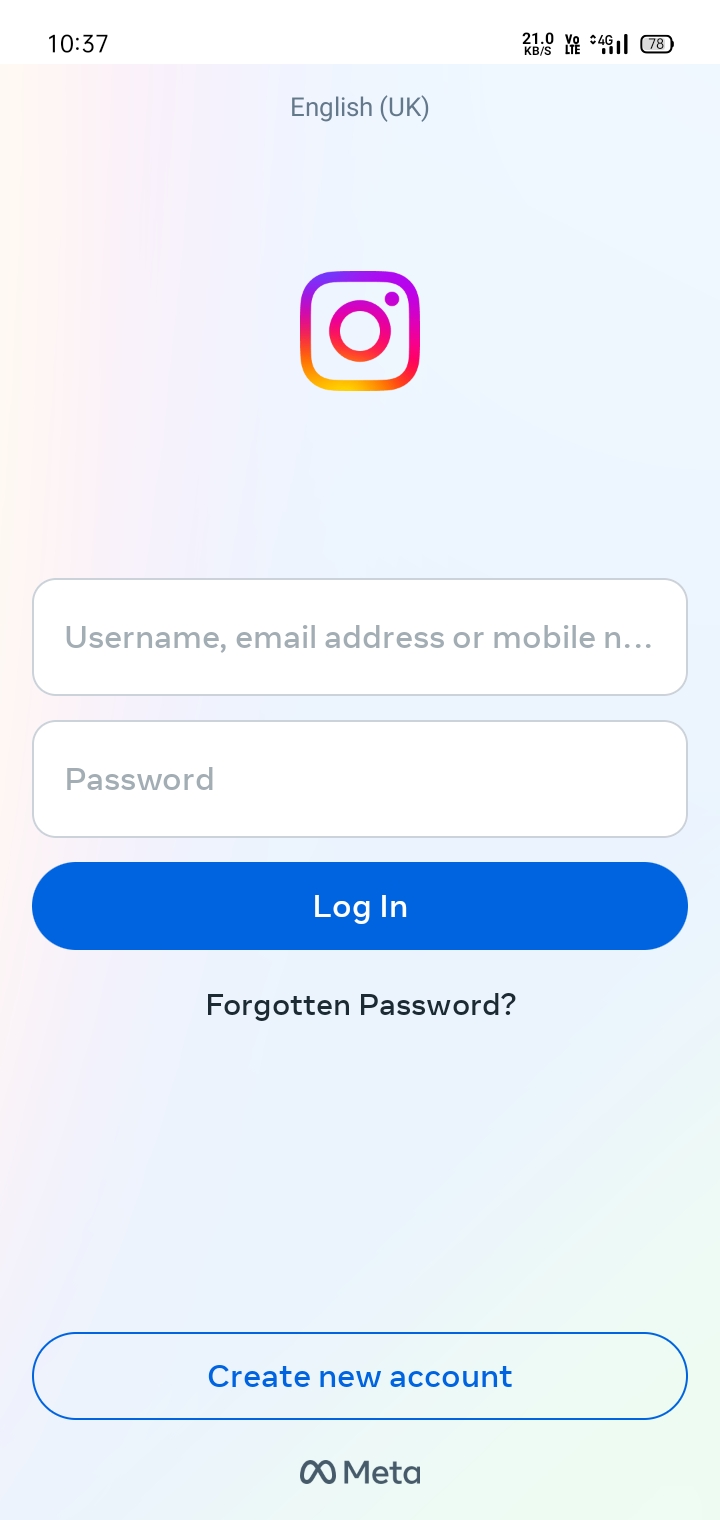 10:37
21.0
KB/S
Vo
LTE
4G
78
English (UK)
Username, email address or mobile n...
Password
Log In
Forgotten Password?
Create new account
Meta